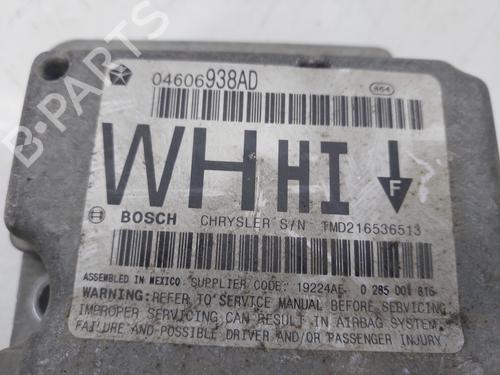 04606938AD 864
WH HI F
BOSCH CHRYSLER S/N TMD216536513
ASSEMBLED IN MEXICO SUPPLIER CODE: 19224AE 0 285 001 816
WARNING: REFER TO SERVICE MANUAL BEFORE SERVICING
IMPROPER SERVICING CAN RESULT IN AIRBAG SYSTEM
FAILURE AND POSSIBLE DRIVER AND/OR PASSENGER INJURY.
B-PARTS